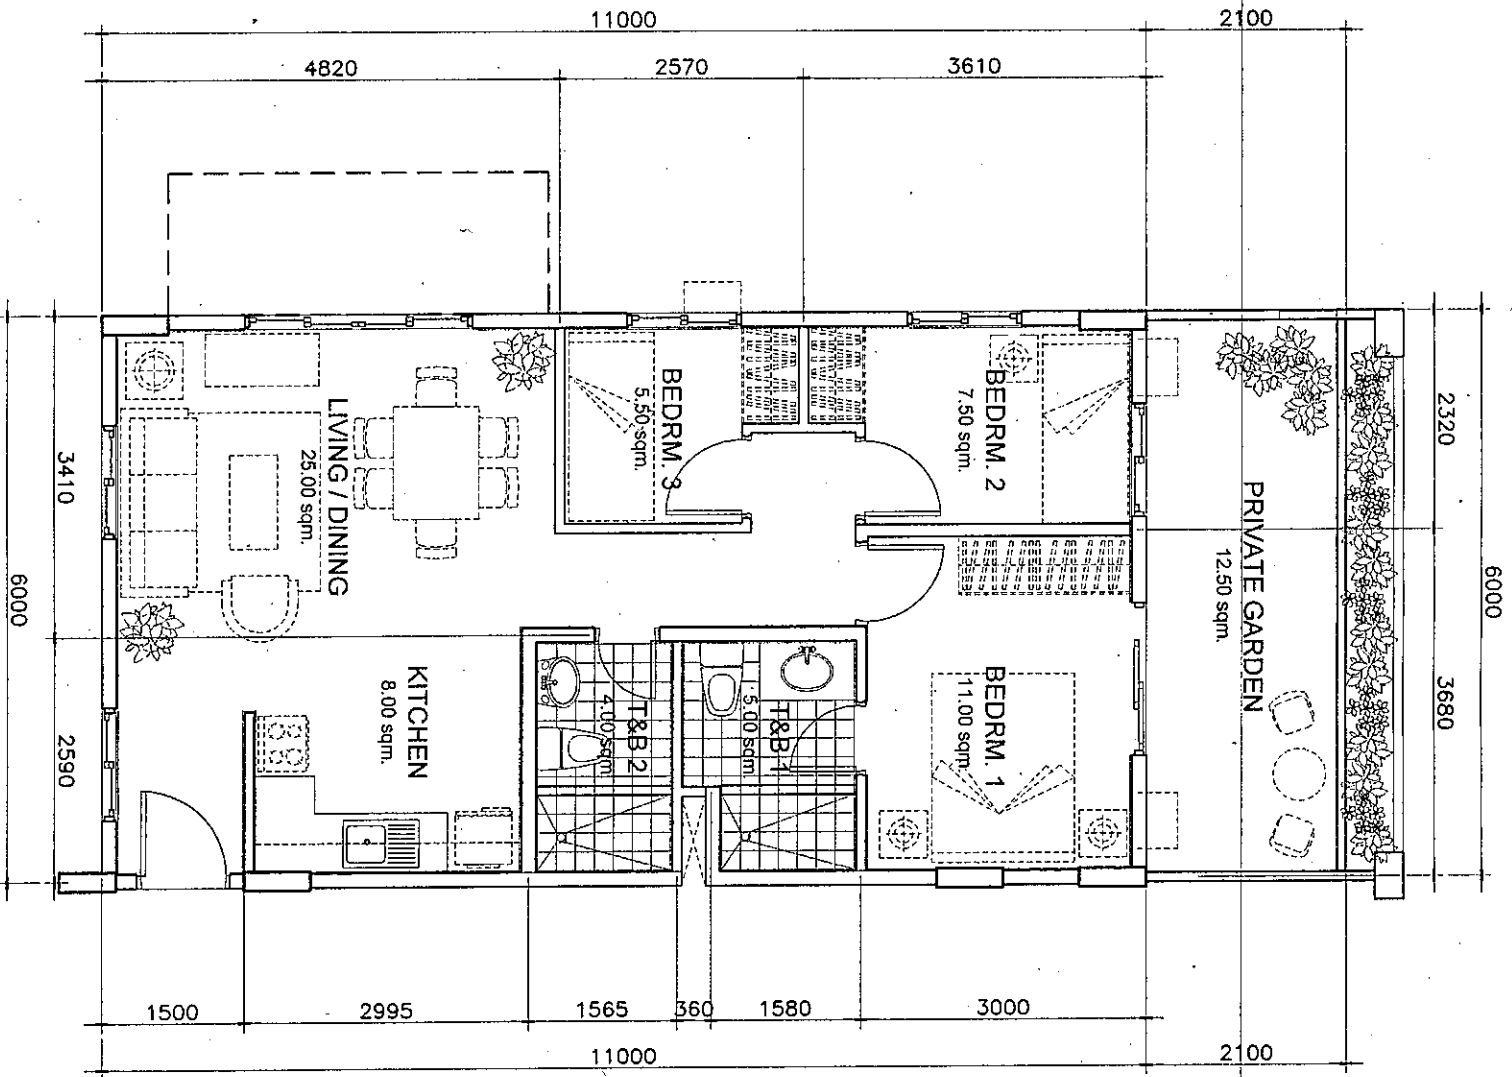 11000
2100
4820
2570
3610
LIVING / DINING
25.00 sqm.
BEDRM. 3
5.50 sqm.
BEDRM. 2
7.50 sqm.
PRIVATE GARDEN
12.50 sqm.
KITCHEN
8.00 sqm.
T&B 2
4.00 sqm.
T&B 1
5.00 sqm.
BEDRM. 1
11.00 sqm.
3410
2590
6000
2320
3680
6000
1500
2995
1565
360
1580
3000
11000
2100